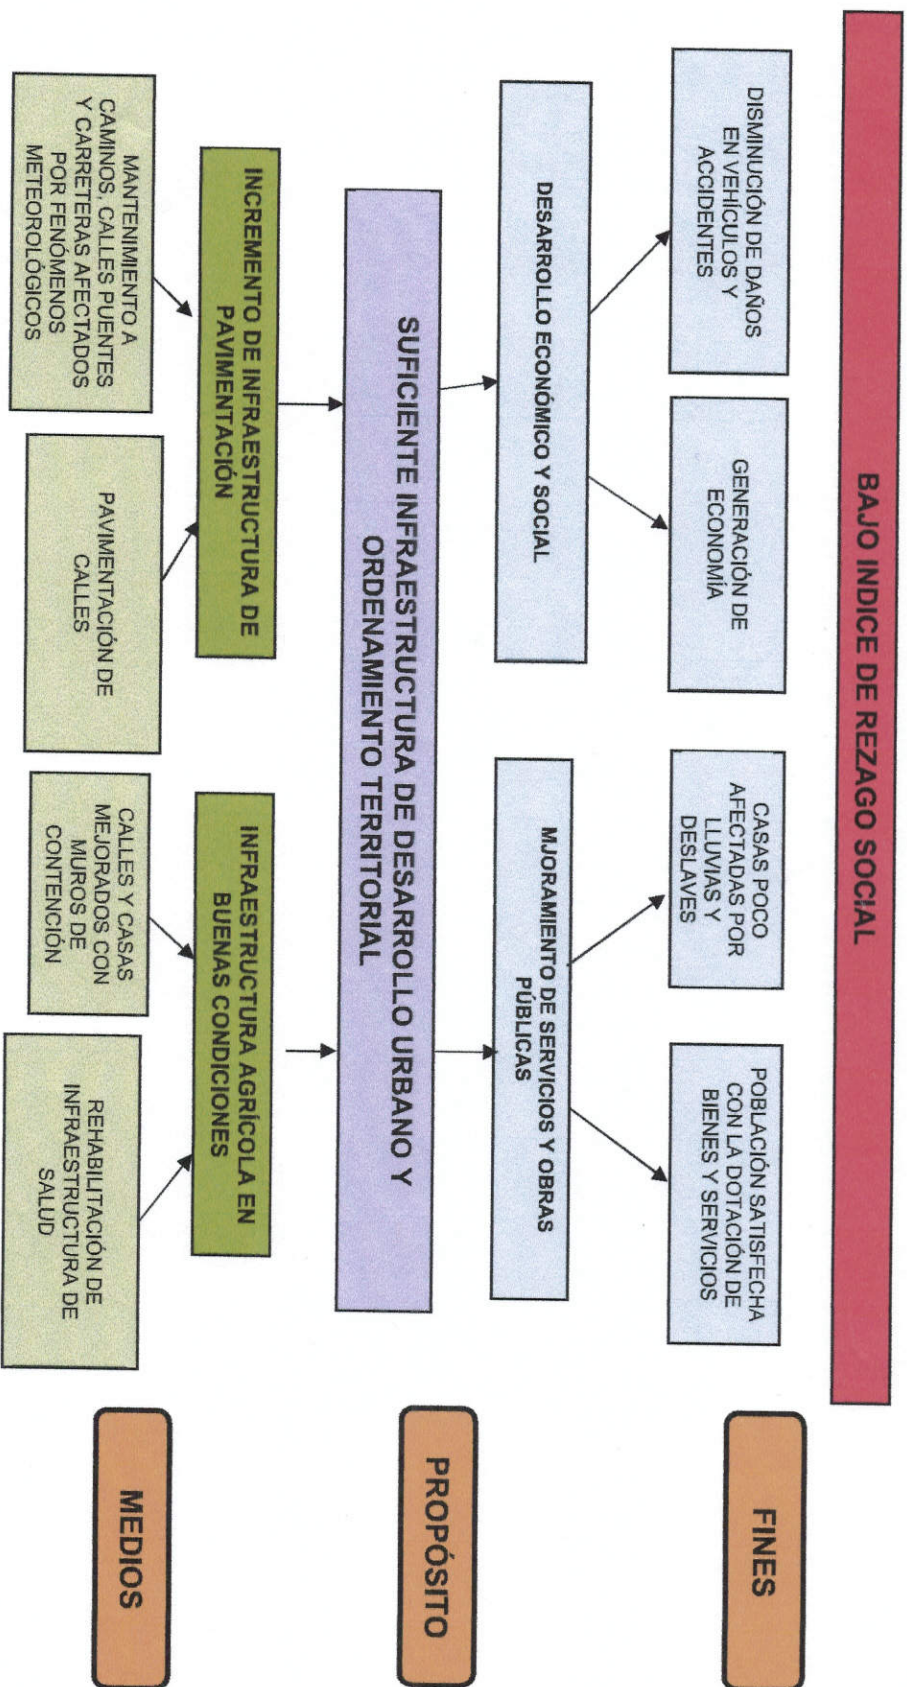 BAJO INDICE DE REZAGO SOCIAL
DISMINUCIÓN DE DAÑOS
EN VEHÍCULOS Y
ACCIDENTES
GENERACIÓN DE
ECONOMÍA
CASAS POCO
AFECTADAS POR
LLUVIAS Y
DESLAVES
POBLACIÓN SATISFECHA
CON LA DOTACIÓN DE
BIENES Y SERVICIOS
FINES
DESARROLLO ECONÓMICO Y SOCIAL
MJORAMIENTO DE SERVICIOS Y OBRAS
PÚBLICAS
SUFICIENTE INFRAESTRUCTURA DE DESARROLLO URBANO Y
ORDENAMIENTO TERRITORIAL
PROPÓSITO
INCREMENTO DE INFRAESTRUCTURA DE
PAVIMENTACIÓN
INFRAESTRUCTURA AGRÍCOLA EN
BUENAS CONDICIONES
MANTENIMIENTO A
CAMINOS, CALLES PUENTES
Y CARRETERAS AFECTADOS
POR FENÓMENOS
METEOROLÓGICOS
PAVIMENTACIÓN DE
CALLES
CALLES Y CASAS
MEJORADOS CON
MUROS DE
CONTENCIÓN
REHABILITACIÓN DE
INFRAESTRUCTURA DE
SALUD
MEDIOS